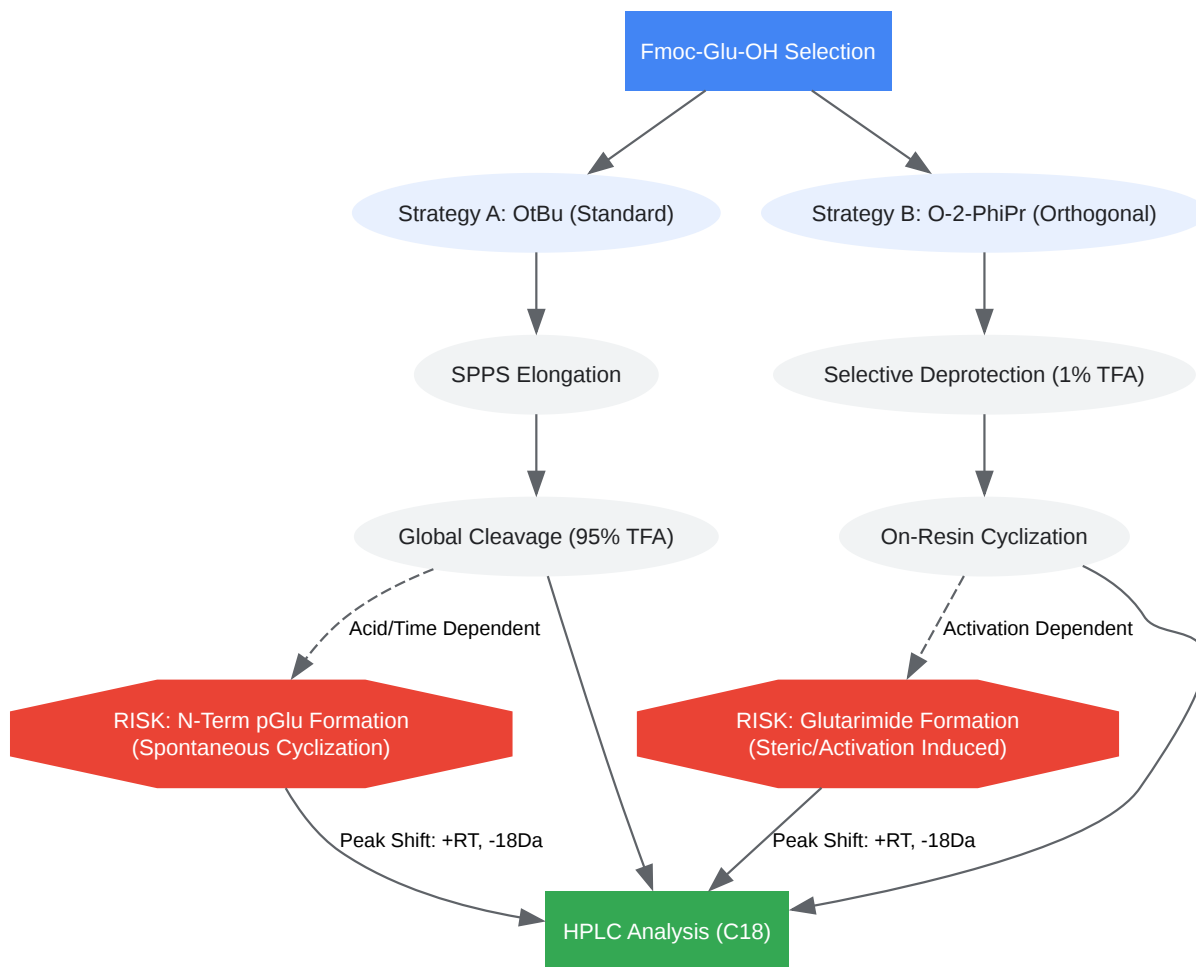 Fmoc-Glu-OH Selection
Strategy A: OtBu (Standard)
Strategy B: O-2-PhiPr (Orthogonal)
SPPS Elongation
Selective Deprotection (1% TFA)
Global Cleavage (95% TFA)
On-Resin Cyclization
Acid/Time Dependent
Activation Dependent
RISK: N-Term pGlu Formation
(Spontaneous Cyclization)
RISK: Glutarimide Formation
(Steric/Activation Induced)
Peak Shift: +RT, -18Da
Peak Shift: +RT, -18Da
HPLC Analysis (C18)